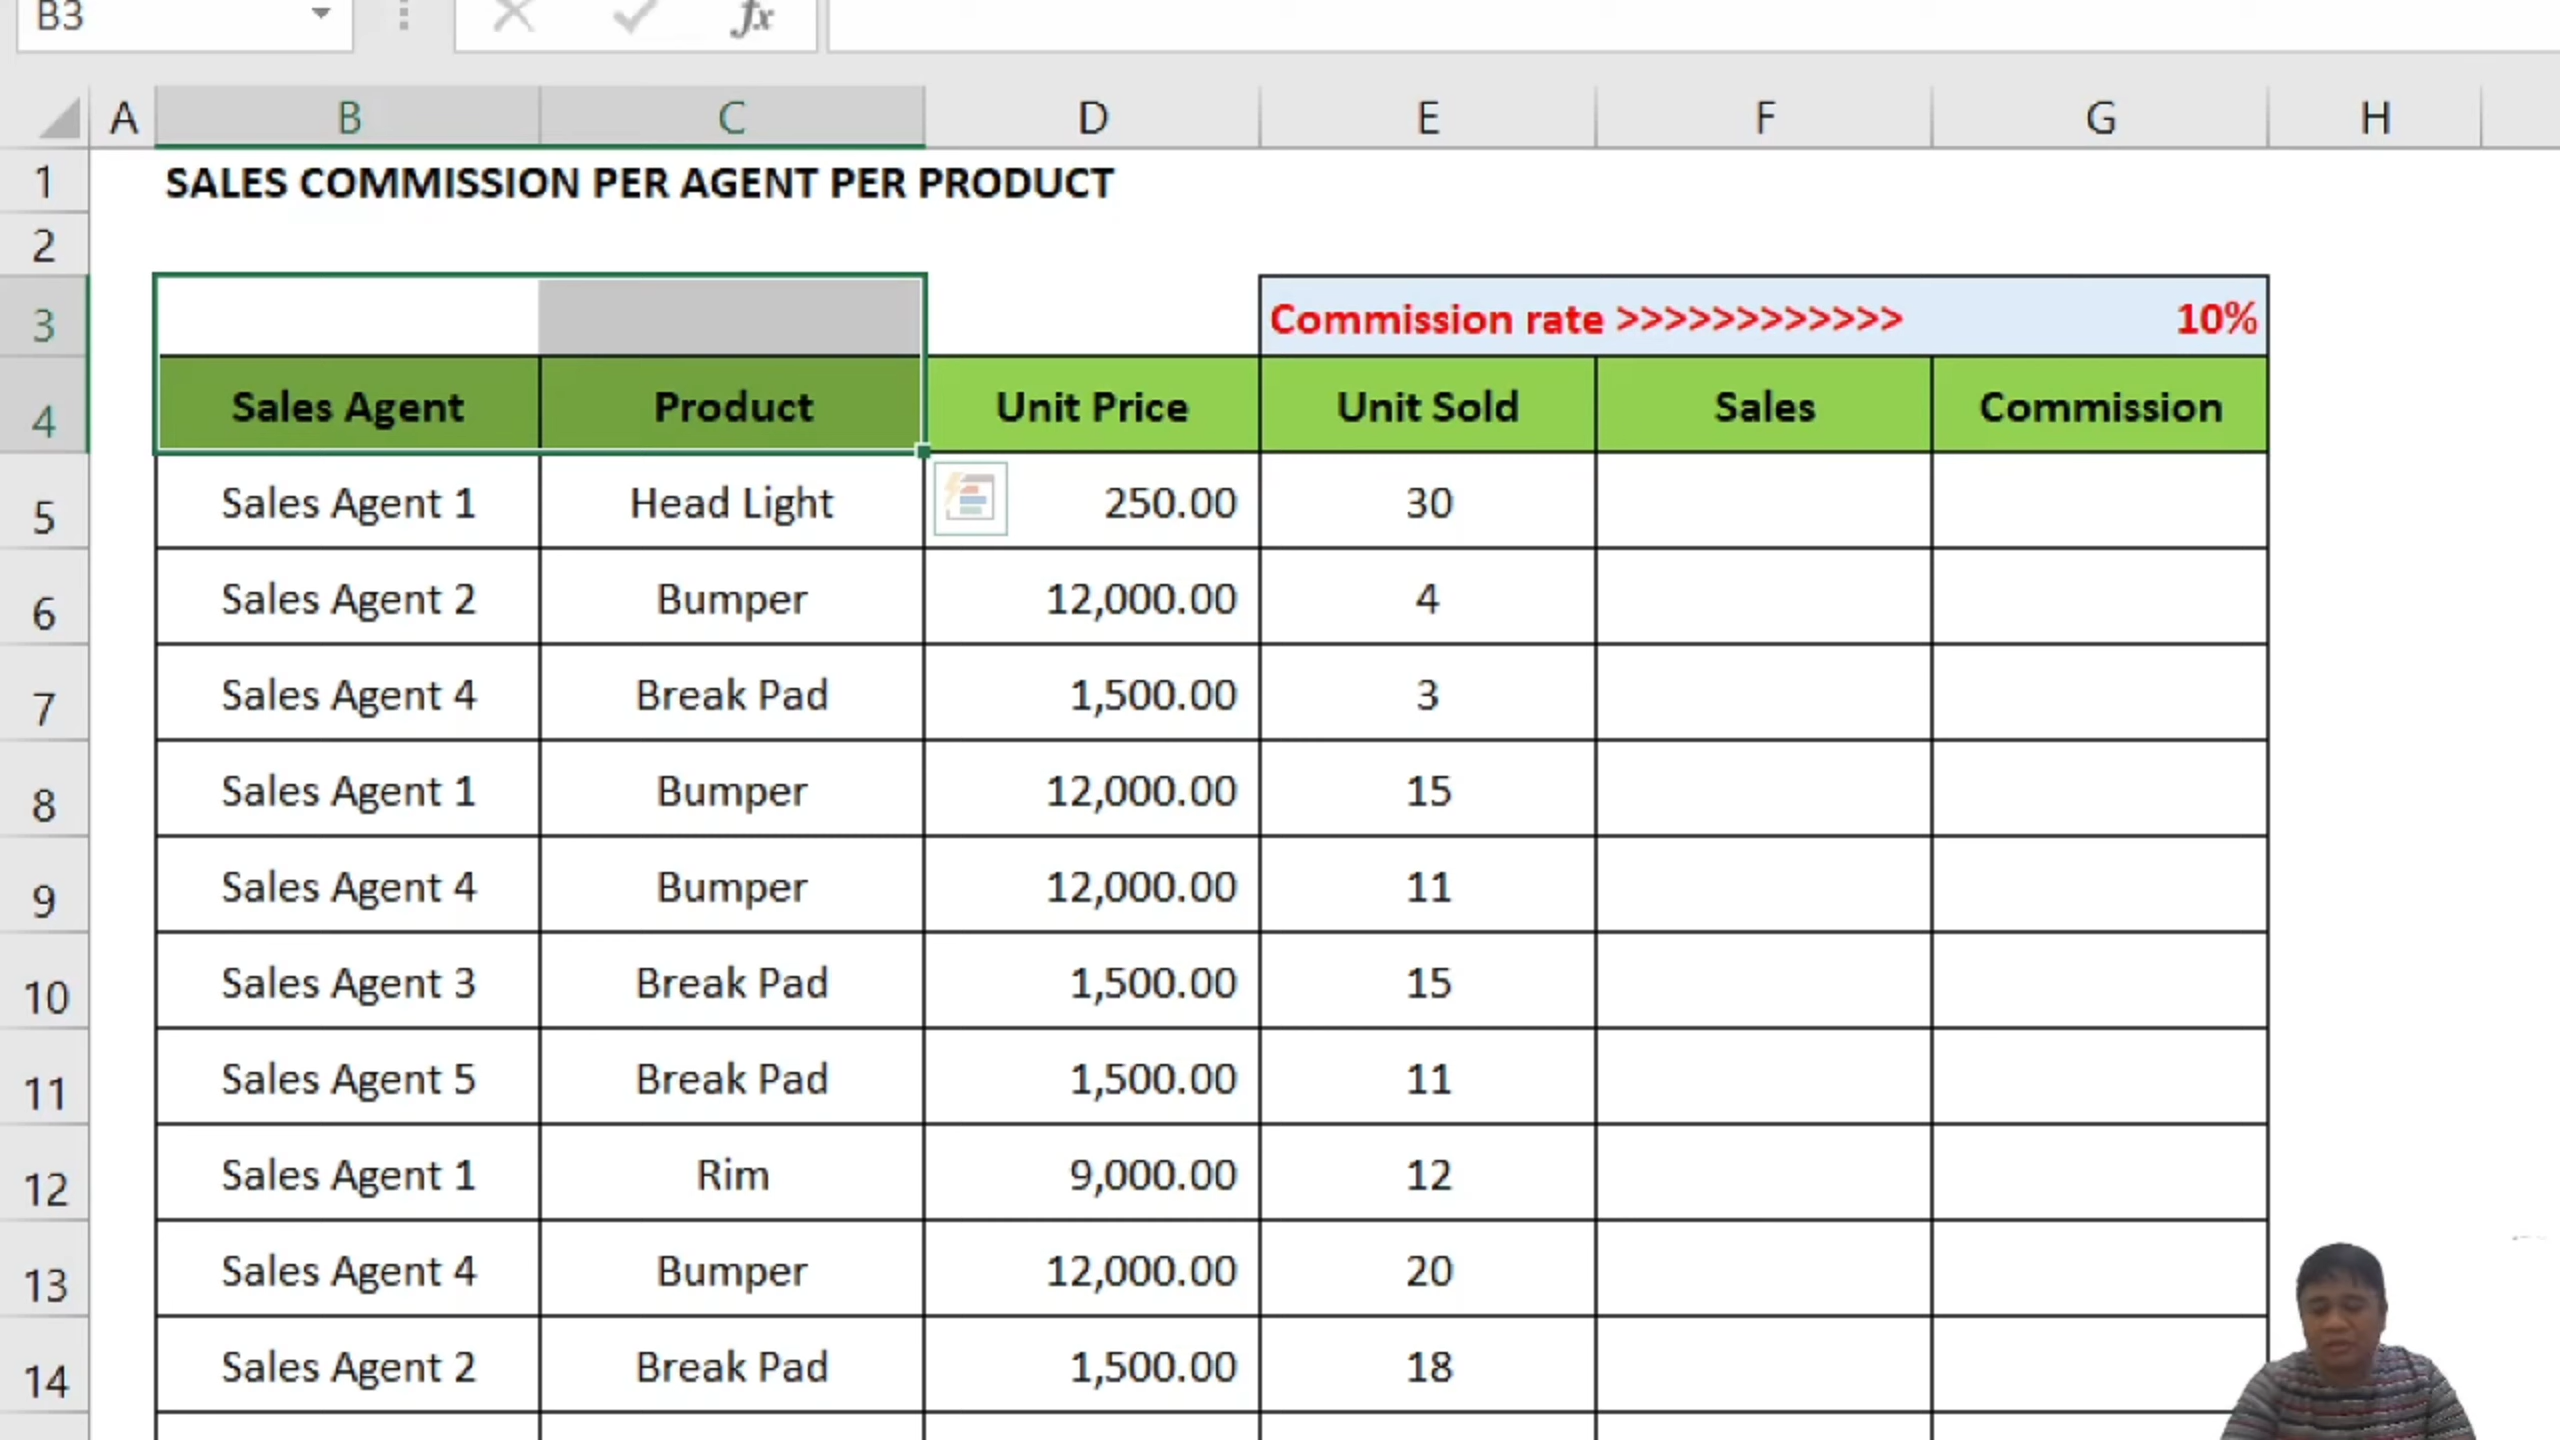 B3 fx
A B C D E F G H
1 SALES COMMISSION PER AGENT PER PRODUCT
2
3 Commission rate >>>>>>>>>>>> 10%
4 Sales Agent Product Unit Price Unit Sold Sales Commission
5 Sales Agent 1 Head Light 250.00 30
6 Sales Agent 2 Bumper 12,000.00 4
7 Sales Agent 4 Break Pad 1,500.00 3
8 Sales Agent 1 Bumper 12,000.00 15
9 Sales Agent 4 Bumper 12,000.00 11
10 Sales Agent 3 Break Pad 1,500.00 15
11 Sales Agent 5 Break Pad 1,500.00 11
12 Sales Agent 1 Rim 9,000.00 12
13 Sales Agent 4 Bumper 12,000.00 20
14 Sales Agent 2 Break Pad 1,500.00 18